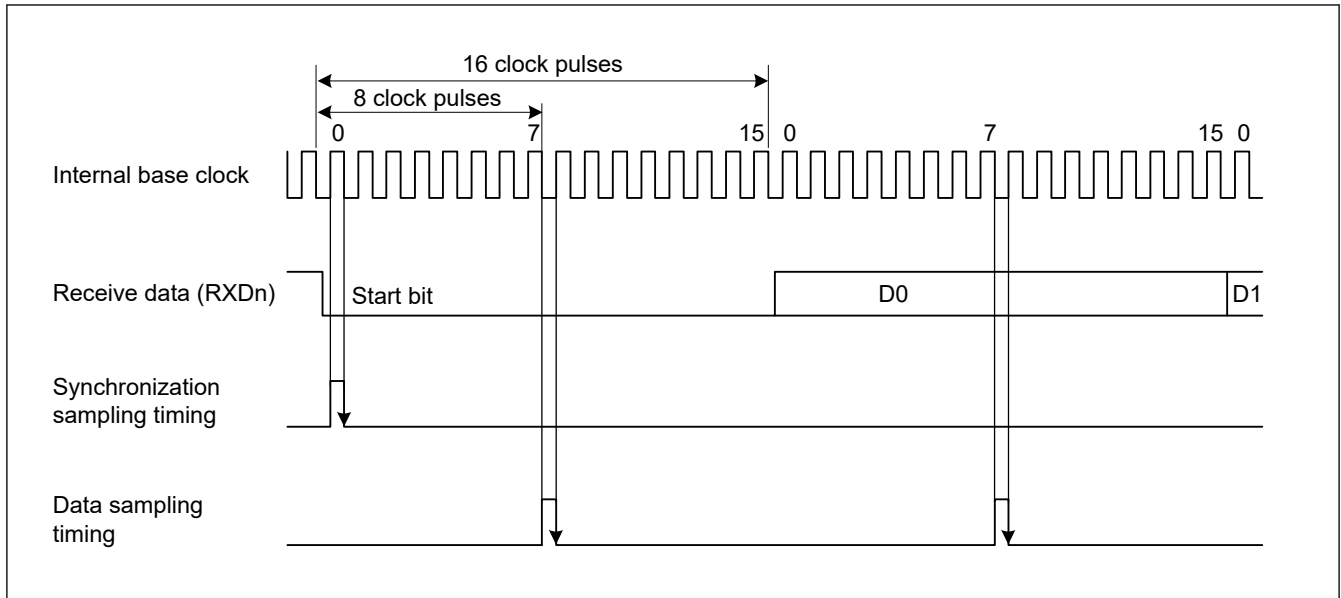 16 clock pulses
8 clock pulses
0 7 15 0 7 15 0
Internal base clock
Receive data (RXDn)
Start bit
D0
D1
Synchronization
sampling timing
Data sampling
timing